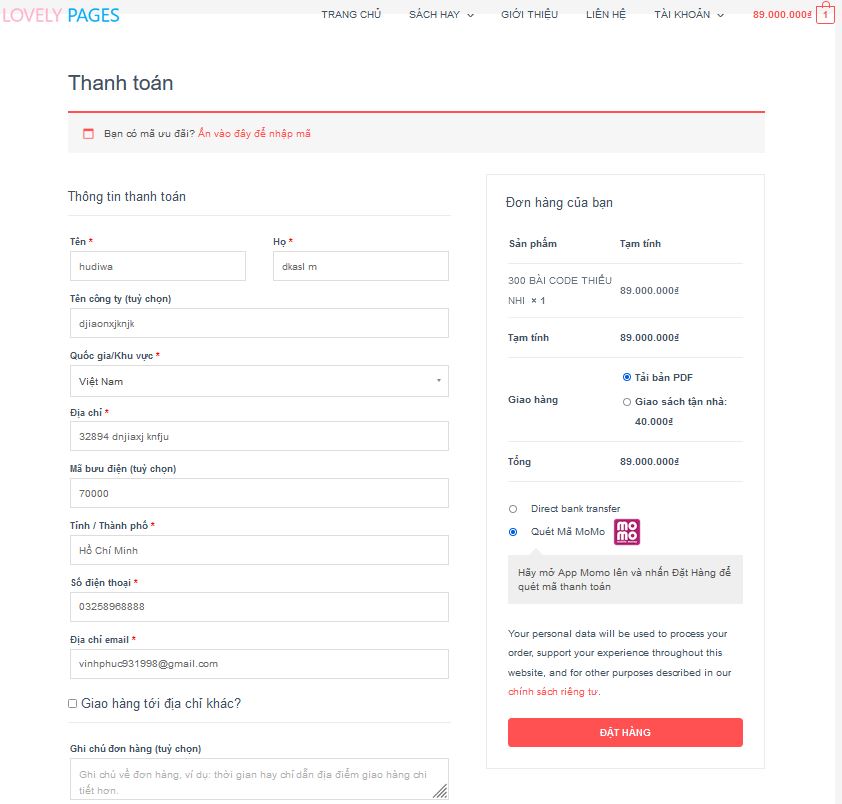 LOVELY PAGES
TRANG CHỦ
SÁCH HAY
GIỚI THIỆU
LIÊN HỆ
TÀI KHOẢN
89.000.000₫
1
Thanh toán
Bạn có mã ưu đãi? Ấn vào đây để nhập mã
Thông tin thanh toán
Tên *
Họ *
hudiwa
dkasl m
Tên công ty (tuỳ chọn)
djiaonxjknjk
Quốc gia/Khu vực *
Việt Nam
Địa chỉ *
32894 dnjiaxj knfju
Mã bưu điện (tuỳ chọn)
70000
Tỉnh / Thành phố *
Hồ Chí Minh
Số điện thoại *
03258968888
Địa chỉ email *
vinhphuc931998@gmail.com
Giao hàng tới địa chỉ khác?
Ghi chú đơn hàng (tuỳ chọn)
Ghi chú về đơn hàng, ví dụ: thời gian hay chỉ dẫn địa điểm giao hàng chi
tiết hơn.
Đơn hàng của bạn
Sản phẩm
Tạm tính
300 BÀI CODE THIẾU
NHI × 1
89.000.000₫
Tạm tính
89.000.000₫
Giao hàng
Tải bản PDF
Giao sách tận nhà:
40.000₫
Tổng
89.000.000₫
Direct bank transfer
Quét Mã MoMo
mo
mo
Hãy mở App Momo lên và nhấn Đặt Hàng để
quét mã thanh toán
Your personal data will be used to process your
order, support your experience throughout this
website, and for other purposes described in our
chính sách riêng tư.
ĐẶT HÀNG